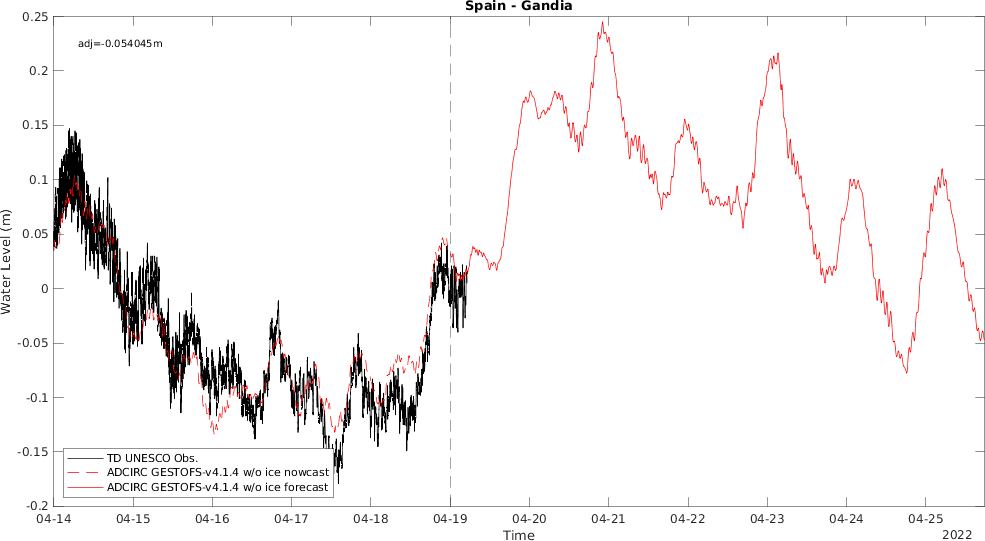 Spain - Gandia
adj=-0.054045m
0.25
0.2
0.15
0.1
0.05
0
-0.05
-0.1
-0.15
-0.2
Water Level (m)
TD UNESCO Obs.
ADCIRC GESTOFS-v4.1.4 w/o ice nowcast
ADCIRC GESTOFS-v4.1.4 w/o ice forecast
04-14 04-15 04-16 04-17 04-18 04-19 04-20 04-21 04-22 04-23 04-24 04-25
Time
2022